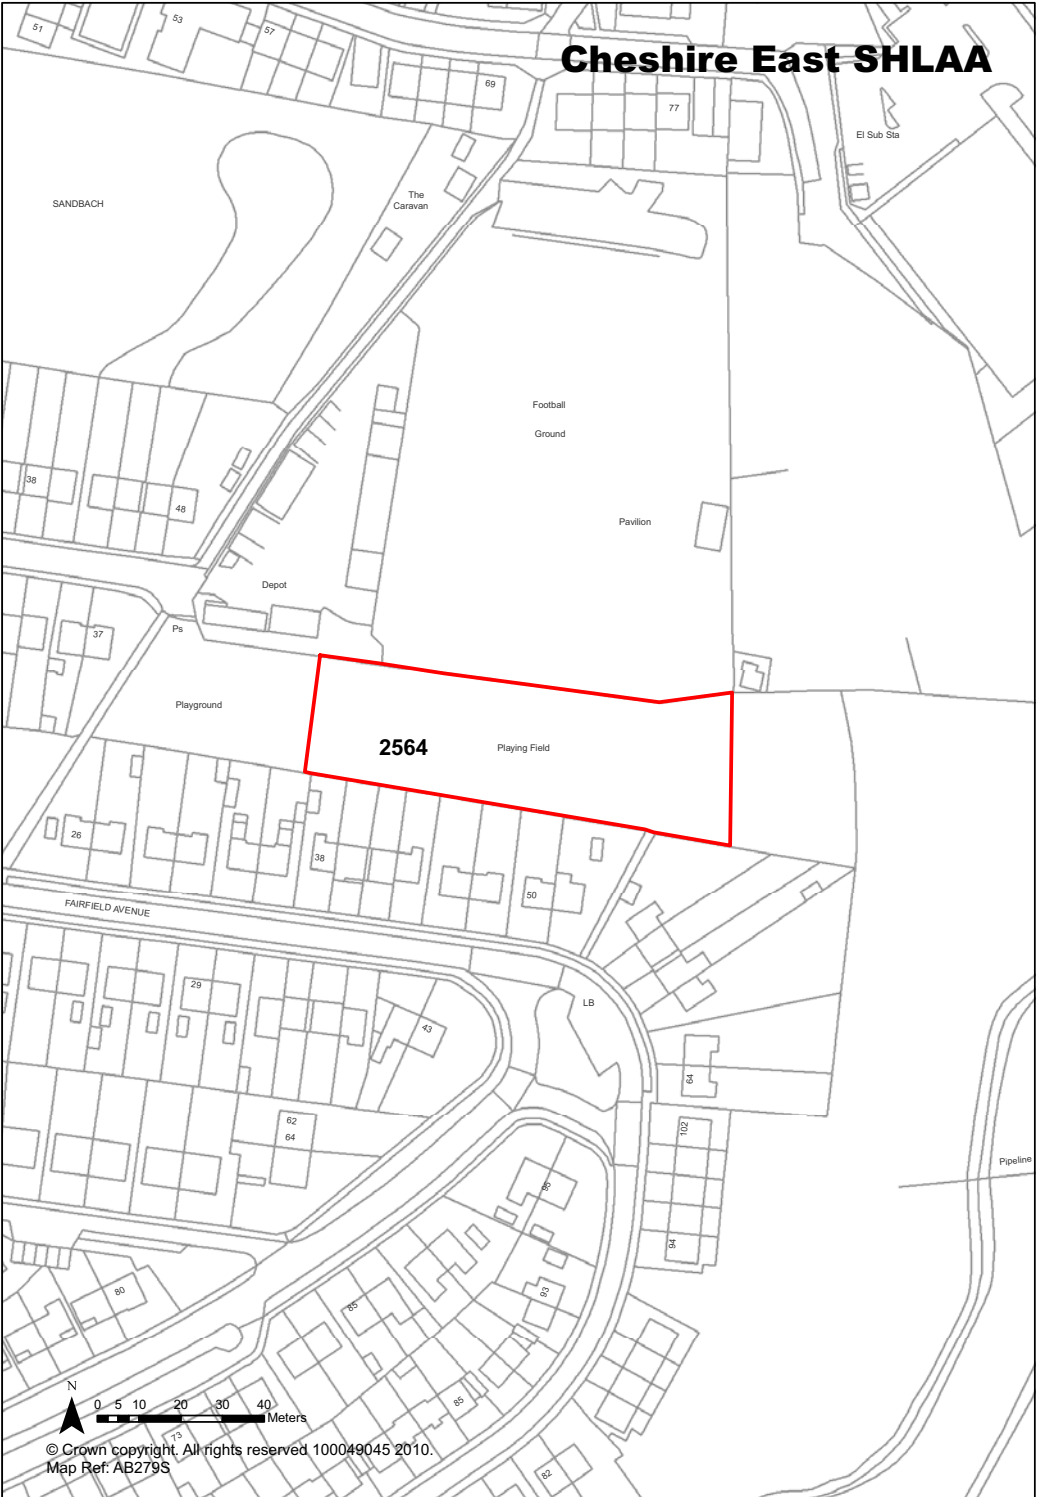 Cheshire East SHLAA
51
53
57
69
77
El Sub Sta
SANDBACH
The
Caravan
Football
Ground
38
48
Pavilion
Depot
Ps
37
Playground
2564
Playing Field
26
38
50
FAIRFIELD AVENUE
29
43
LB
64
62
64
102
Pipeline
95
94
93
80
85
85
73
82
N
0 5 10 20 30 40
Meters
© Crown copyright. All rights reserved 100049045 2010.
Map Ref: AB279S